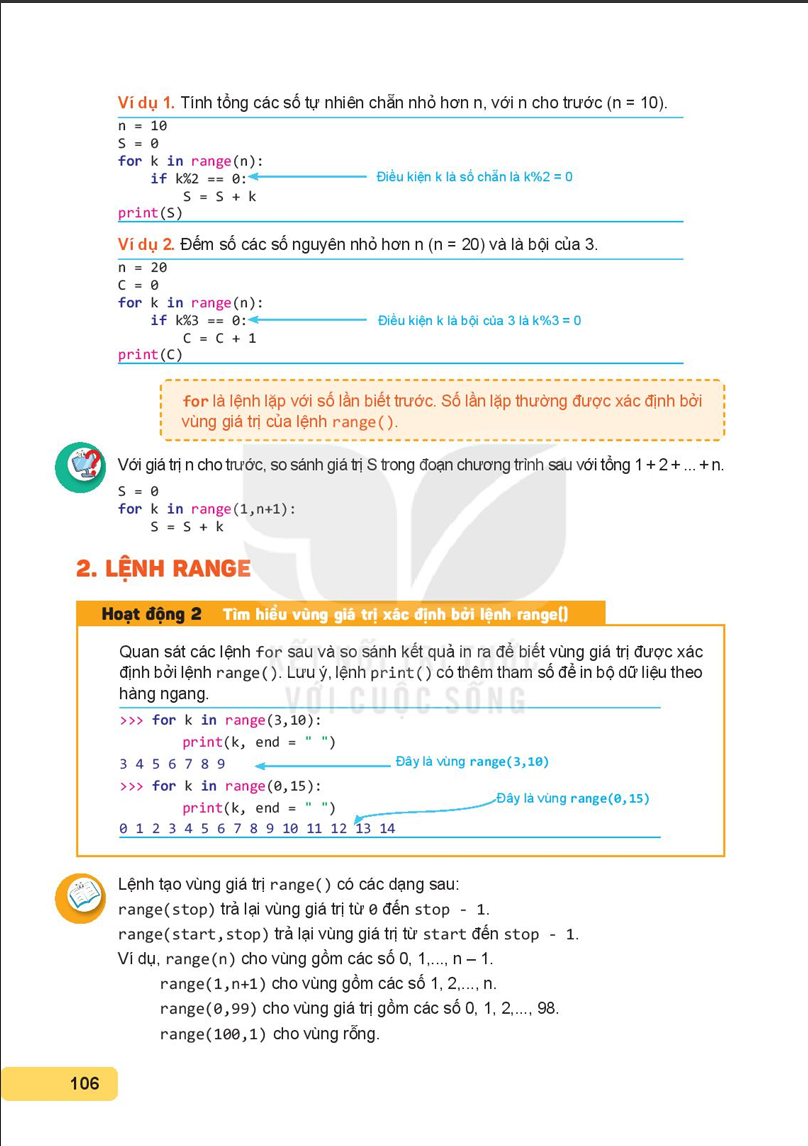 Ví dụ 1. Tính tổng các số tự nhiên chẵn nhỏ hơn n, với n cho trước (n = 10).
n = 10
S = 0
for k in range(n):
    if k%2 == 0: Điều kiện k là số chẵn là k%2 = 0
        S = S + k
print(S)
Ví dụ 2. Đếm số các số nguyên nhỏ hơn n (n = 20) và là bội của 3.
n = 20
C = 0
for k in range(n):
    if k%3 == 0: Điều kiện k là bội của 3 là k%3 = 0
        C = C + 1
print(C)
for là lệnh lặp với số lần biết trước. Số lần lặp thường được xác định bởi
vùng giá trị của lệnh range().
Với giá trị n cho trước, so sánh giá trị S trong đoạn chương trình sau với tổng 1 + 2 + ... + n.
S = 0
for k in range(1,n+1):
    S = S + k
2. LỆNH RANGE
Hoạt động 2 Tìm hiểu vùng giá trị xác định bởi lệnh range()
Quan sát các lệnh for sau và so sánh kết quả in ra để biết vùng giá trị được xác
định bởi lệnh range(). Lưu ý, lệnh print() có thêm tham số để in bộ dữ liệu theo
hàng ngang.
KẾT NỐI TRI THỨC
VỚI CUỘC SỐNG
>>> for k in range(3,10):
        print(k, end = " ")
3 4 5 6 7 8 9 Đây là vùng range(3,10)
>>> for k in range(0,15):
        print(k, end = " ") Đây là vùng range(0,15)
0 1 2 3 4 5 6 7 8 9 10 11 12 13 14
Lệnh tạo vùng giá trị range() có các dạng sau:
range(stop) trả lại vùng giá trị từ 0 đến stop - 1.
range(start,stop) trả lại vùng giá trị từ start đến stop - 1.
Ví dụ, range(n) cho vùng gồm các số 0, 1,..., n – 1.
range(1,n+1) cho vùng gồm các số 1, 2,..., n.
range(0,99) cho vùng giá trị gồm các số 0, 1, 2,..., 98.
range(100,1) cho vùng rỗng.
106